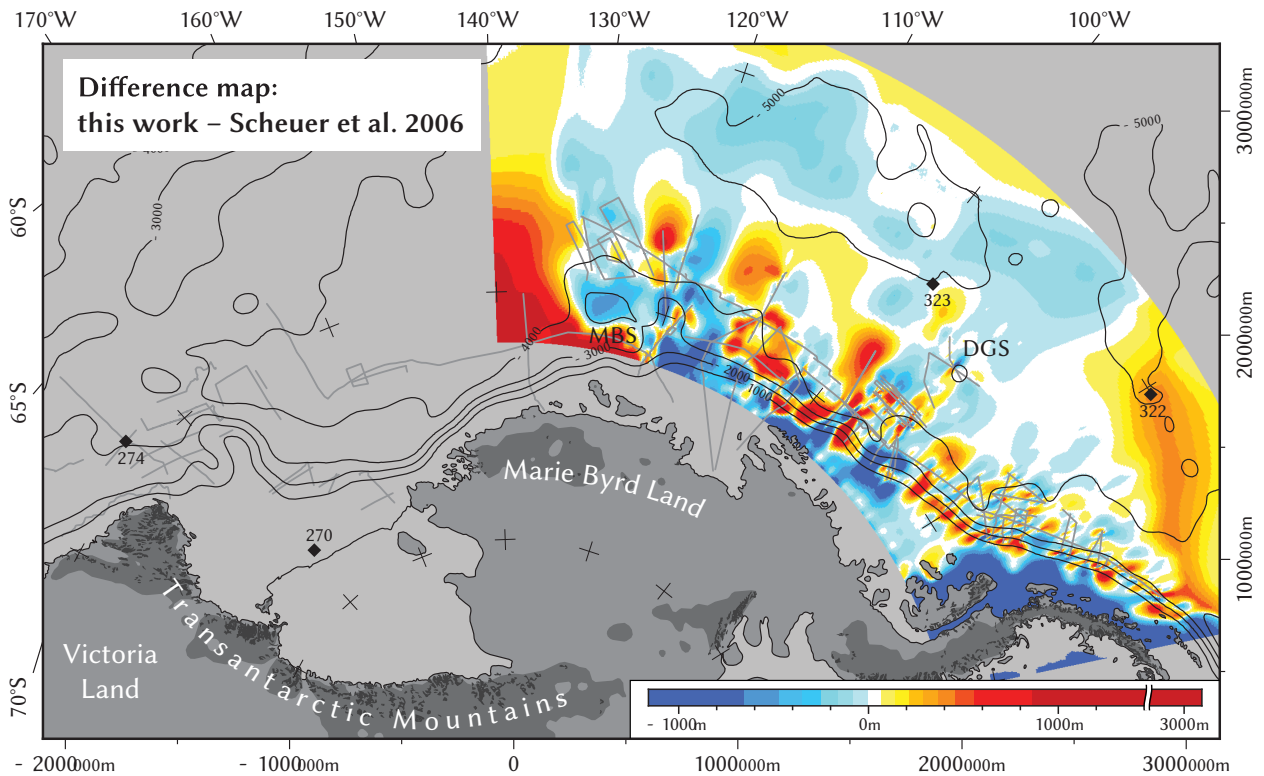 170°W 160°W 150°W 140°W 130°W 120°W 110°W 100°W
Difference map:
this work – Scheuer et al. 2006
- 5000
- 5000
- 4000
- 3000
3000000m
60°S
323
2000000m
MBS
DGS
- 4000
- 3000
- 2000
- 1000
65°S
322
274
Marie Byrd Land
270
1000000m
Transantarctic Mountains
Victoria
Land
70°S
- 1000m 0m 1000m 3000m
- 2000000m - 1000000m 0 1000000m 2000000m 3000000m